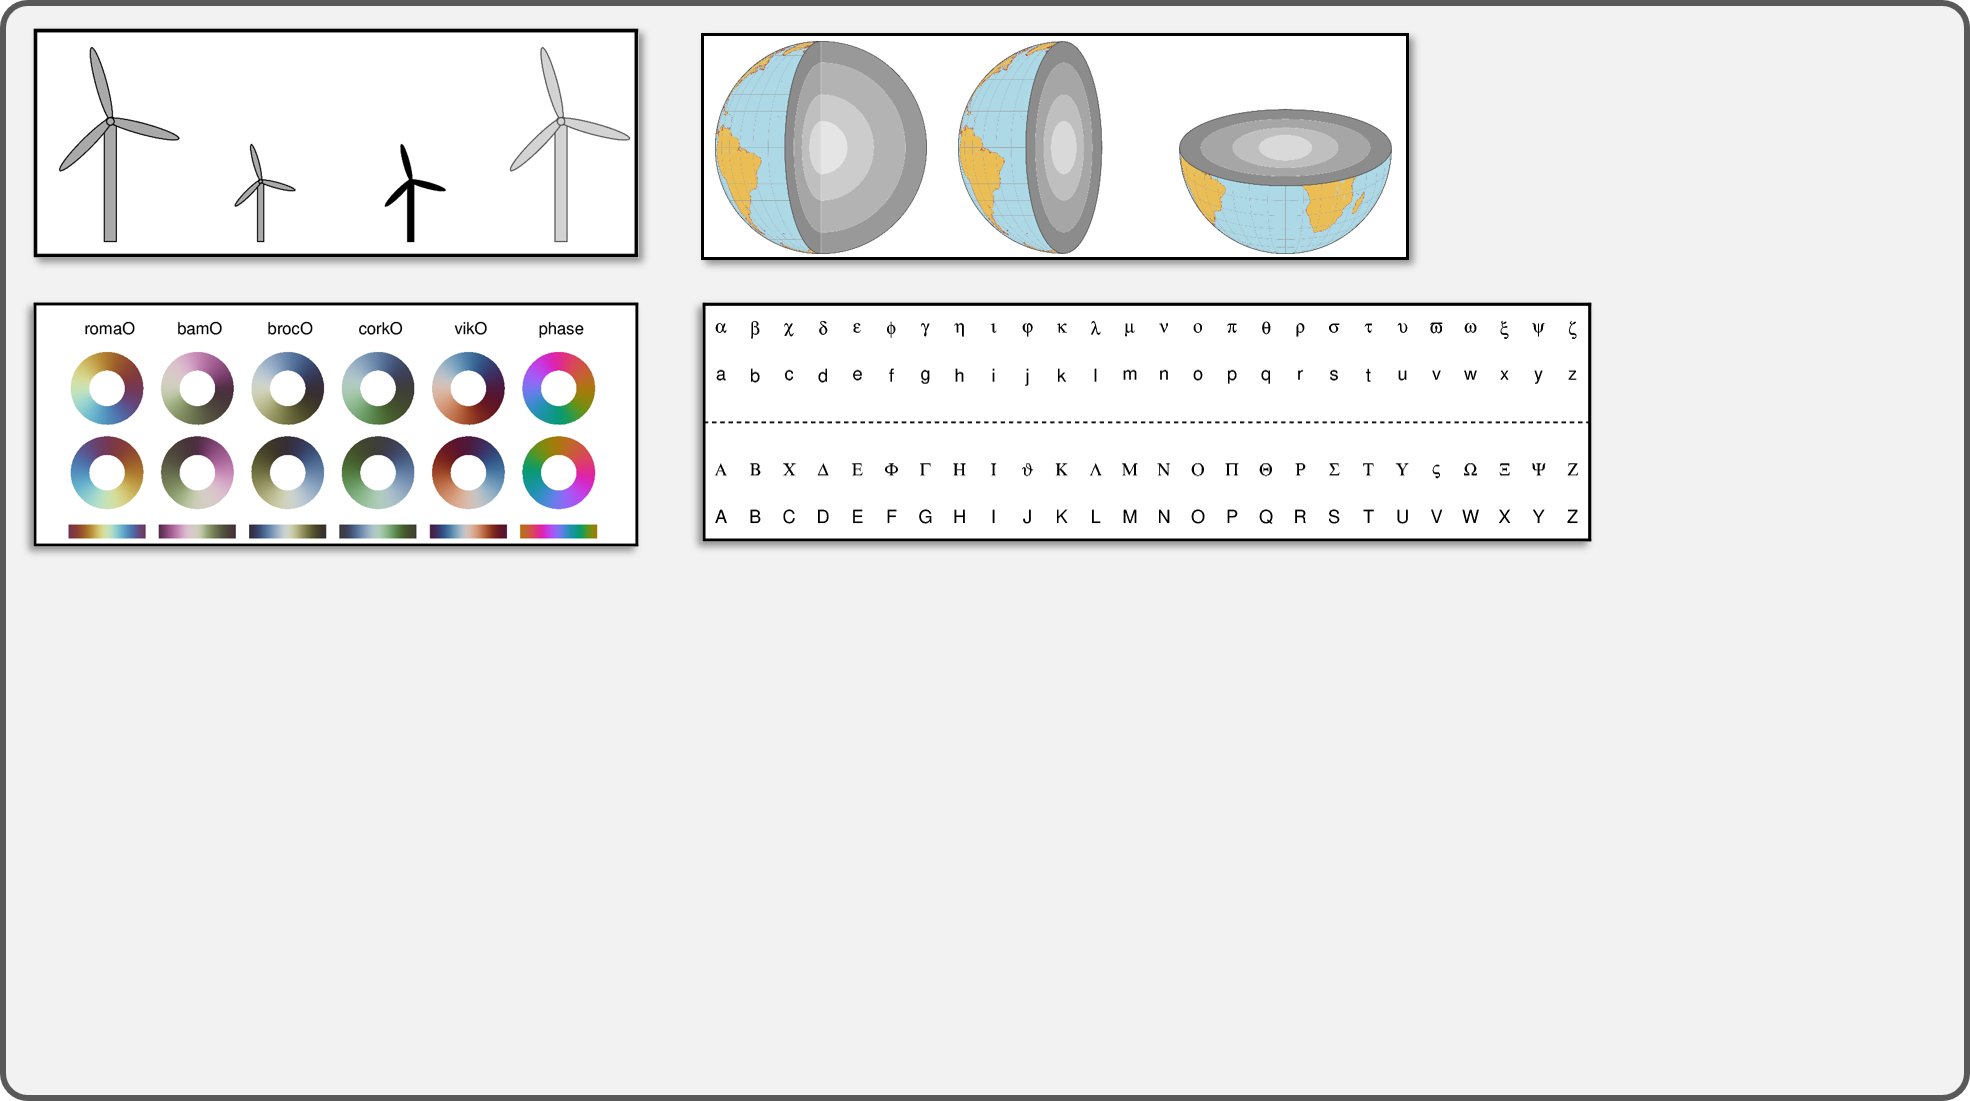 romaO bamO brocO corkO vikO phase
α β χ δ ε ϕ γ η ι φ κ λ μ ν ο π θ ρ σ τ υ ϖ ω ξ ψ ζ
a b c d e f g h i j k l m n o p q r s t u v w x y z
Α Β Χ Δ Ε Φ Γ Η Ι ϑ Κ Λ Μ Ν Ο Π Θ Ρ Σ Τ Υ ς Ω Ξ Ψ Ζ
A B C D E F G H I J K L M N O P Q R S T U V W X Y Z